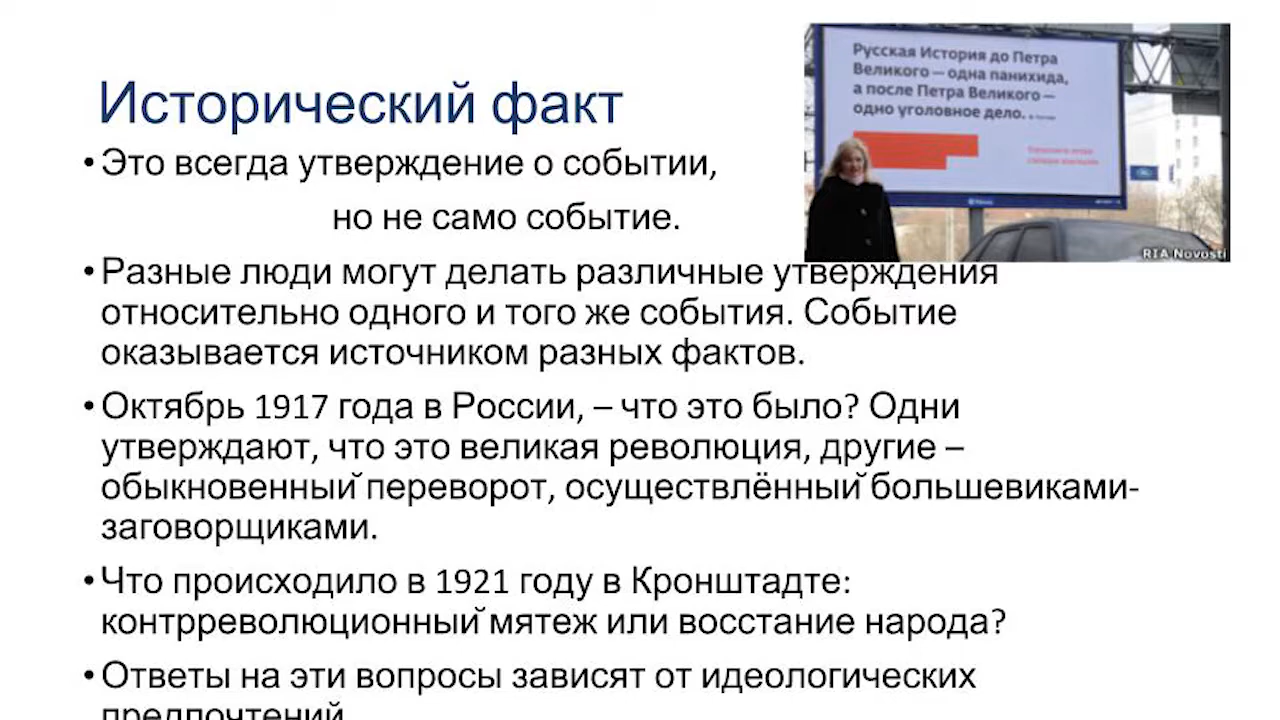 Исторический факт
• Это всегда утверждение о событии,
но не само событие.
• Разные люди могут делать различные утверждения
относительно одного и того же события. Событие
оказывается источником разных фактов.
• Октябрь 1917 года в России, – что это было? Одни
утверждают, что это великая революция, другие –
обыкновенный переворот, осуществлённый большевиками-
заговорщиками.
• Что происходило в 1921 году в Кронштадте:
контрреволюционный мятеж или восстание народа?
• Ответы на эти вопросы зависят от идеологических
предпочтений
Русская История до Петра
Великого — одна панихида,
а после Петра Великого —
одно уголовное дело.
RIA Novosti